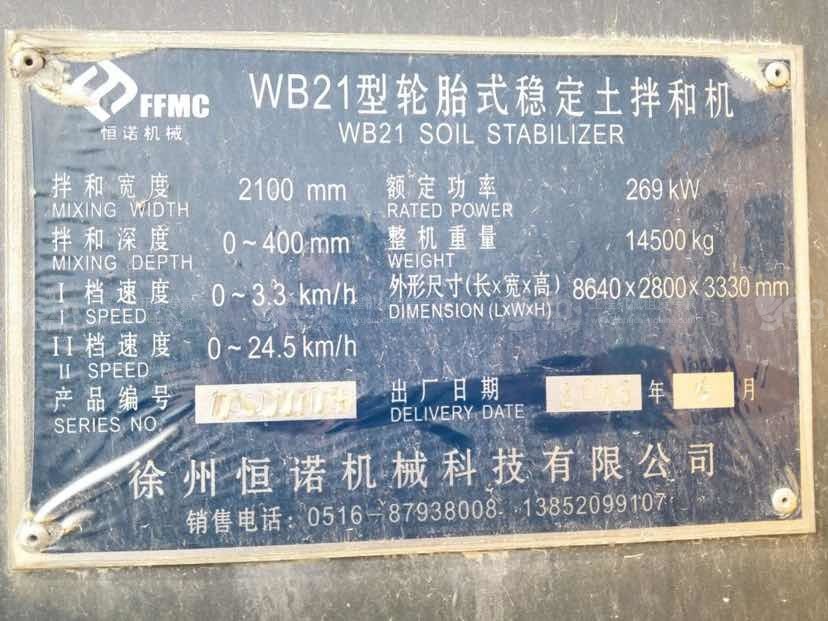 FFMC
恒诺机械
WB21型轮胎式稳定土拌和机
WB21 SOIL STABILIZER
拌和宽度 2100 mm 额定功率 269 kW
MIXING WIDTH RATED POWER
拌和深度 0~400 mm 整机重量 14500 kg
MIXING DEPTH WEIGHT
I 档速度 0~3.3 km/h 外形尺寸(长x宽x高) 8640×2800×3330 mm
I SPEED DIMENSION (LxWxH)
II 档速度 0~24.5 km/h
II SPEED
产品编号 出厂日期 年 月
SERIES NO. DELIVERY DATE
徐州恒诺机械科技有限公司
销售电话: 0516-87938008 13852099107